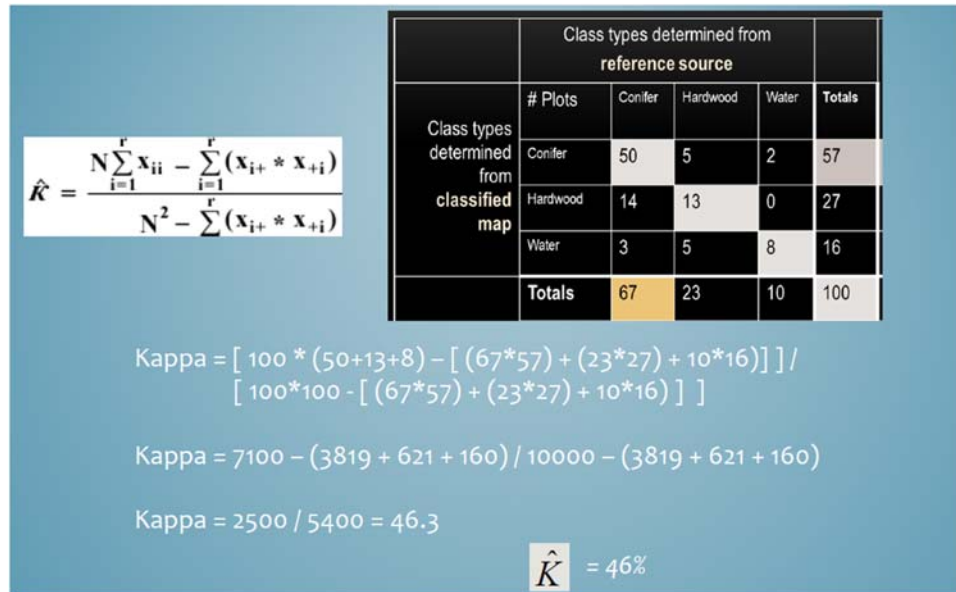 Class types determined from
reference source
Class types
determined
from
classified
map
# Plots Conifer Hardwood Water Totals
Conifer 50 5 2 57
Hardwood 14 13 0 27
Water 3 5 8 16
Totals 67 23 10 100
K̂ = N∑x_ii – ∑(x_i+ * x_+i) / N² – ∑(x_i+ * x_+i)
r i=1 r i=1 r
Kappa = [ 100 * (50+13+8) – [ (67*57) + (23*27) + 10*16)] ] /
[ 100*100 - [ (67*57) + (23*27) + 10*16) ] ]
Kappa = 7100 – (3819 + 621 + 160) / 10000 – (3819 + 621 + 160)
Kappa = 2500 / 5400 = 46.3
K̂ = 46%